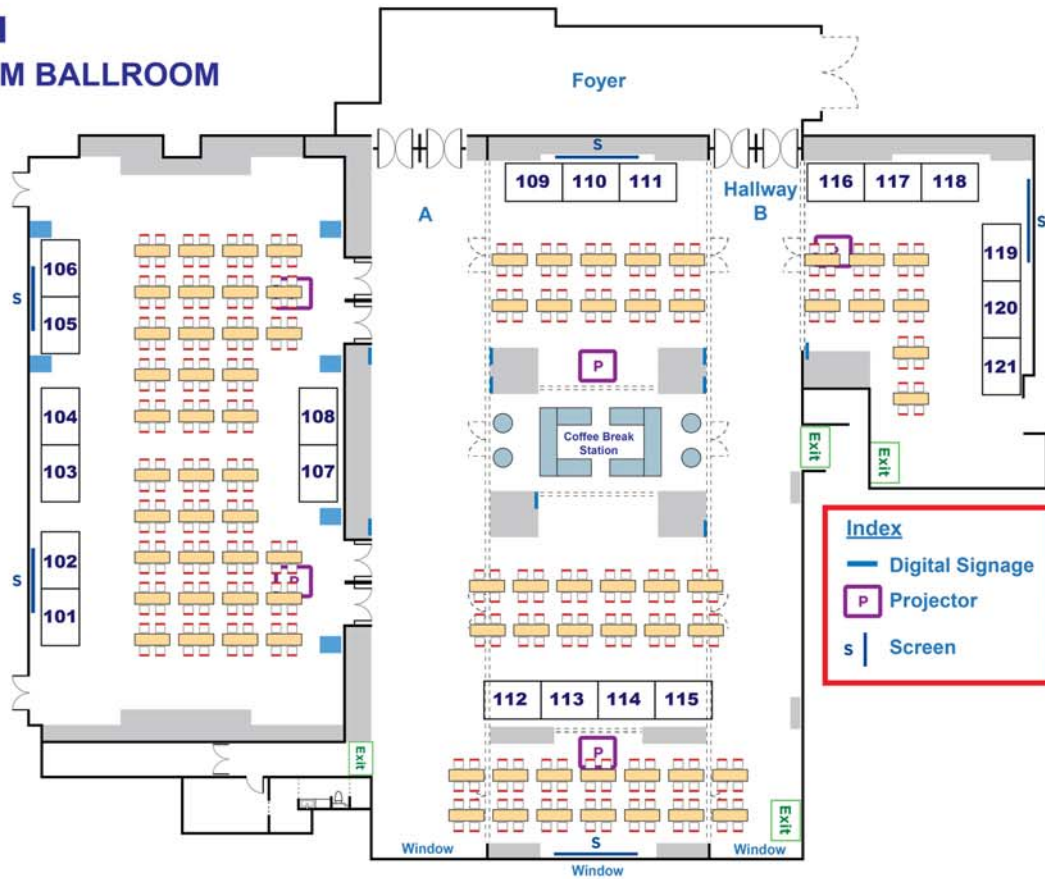 M BALLROOM
Foyer
S
109 110 111
Hallway
B
A
116 117 118
S
119
120
121
106
105
S
104
103
108
107
102
101
S
P
P
Coffee Break
Station
Exit
Exit
Index
Digital Signage
P Projector
S Screen
112 113 114 115
P
Exit
Exit
S
Window
Window
Window